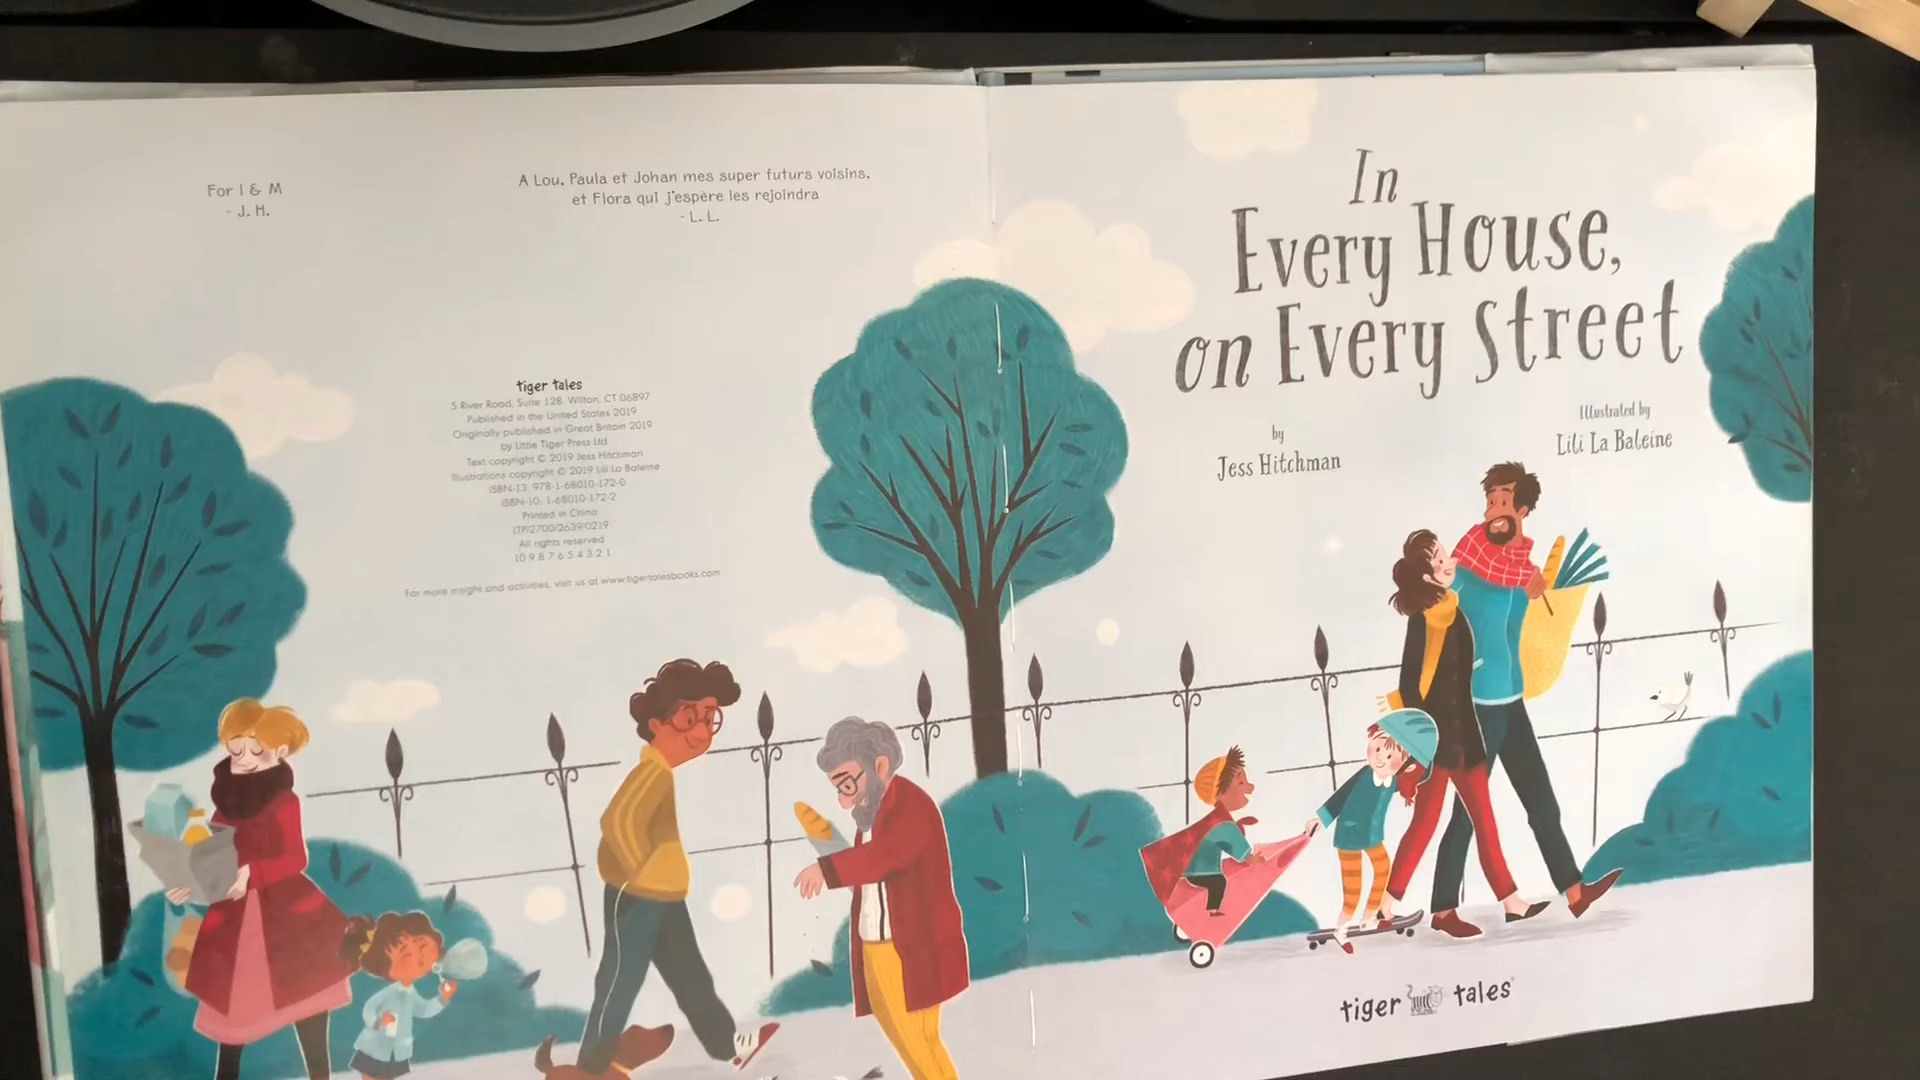 For I & M
- J. H.
A Lou, Paula et Johan mes super futurs voisins,
et Flora qui j'espère les rejoindra
- L. L.
tiger tales
5 River Road, Suite 128, Wilton, CT 06897
Published in the United States 2019
Originally published in Great Britain 2019
by Little Tiger Press Ltd.
Text copyright © 2019 Jess Hitchman
Illustrations copyright © 2019 Lili La Baleine
ISBN-13: 978-1-68010-172-0
ISBN-10: 1-68010-172-2
Printed in China
LTP/2700/2639/0219
All rights reserved
10 9 8 7 6 5 4 3 2 1
For more insight and activities, visit us at www.tigertalesbooks.com
In
Every House,
on Every Street
by
Jess Hitchman
Illustrated by
Lili La Baleine
tiger tales